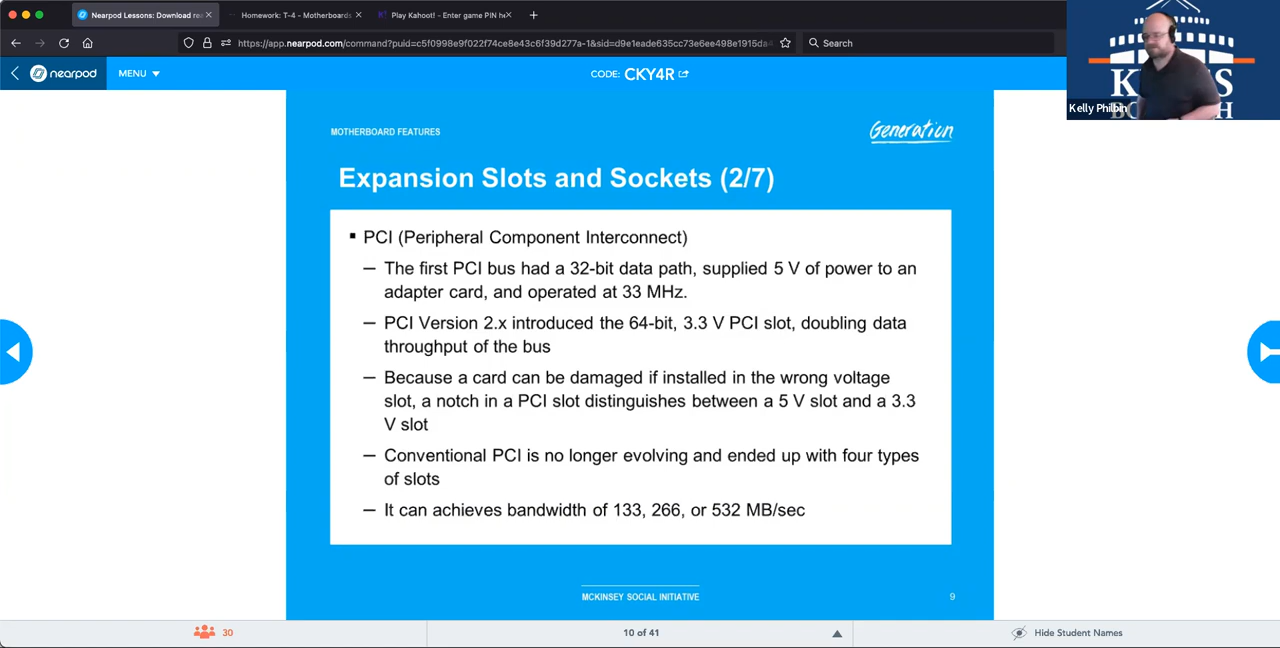 Nearpod Lessons: Download re
Homework: T-4 - Motherboards
Play Kahoot! - Enter game PIN he
https://app.nearpod.com/command?puid=c5f0998e9f022f74ce8e43c6f39d277a-1&sid=d9e1eade635cc73e6ee498e1915da4
Search
nearpod
MENU
CODE: CKY4R
Kelly Philbin
MOTHERBOARD FEATURES
Generation
Expansion Slots and Sockets (2/7)
▪ PCI (Peripheral Component Interconnect)
– The first PCI bus had a 32-bit data path, supplied 5 V of power to an
adapter card, and operated at 33 MHz.
– PCI Version 2.x introduced the 64-bit, 3.3 V PCI slot, doubling data
throughput of the bus
– Because a card can be damaged if installed in the wrong voltage
slot, a notch in a PCI slot distinguishes between a 5 V slot and a 3.3
V slot
– Conventional PCI is no longer evolving and ended up with four types
of slots
– It can achieves bandwidth of 133, 266, or 532 MB/sec
MCKINSEY SOCIAL INITIATIVE
9
30
10 of 41
Hide Student Names